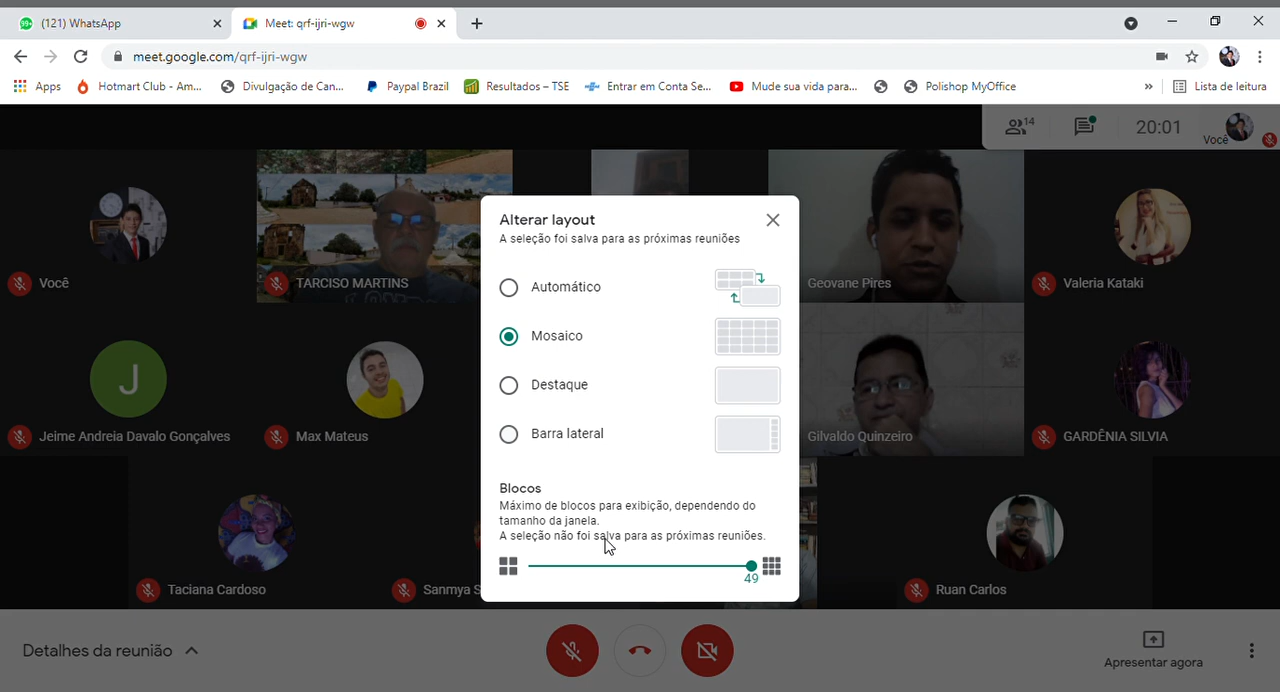 99+
(121) WhatsApp
Meet: qrf-ijri-wgw
meet.google.com/qrf-ijri-wgw
Apps
Hotmart Club - Am...
Divulgação de Can...
Paypal Brazil
Resultados – TSE
Entrar em Conta Se...
Mude sua vida para...
Polishop MyOffice
»
Lista de leitura
14
20:01
Você
Alterar layout
A seleção foi salva para as próximas reuniões
Automático
Mosaico
Destaque
Barra lateral
Blocos
Máximo de blocos para exibição, dependendo do
tamanho da janela.
A seleção não foi salva para as próximas reuniões.
49
Você
TARCISO MARTINS
Geovane Pires
Valeria Kataki
J
Jeime Andreia Davalo Gonçalves
Max Mateus
Gilvaldo Quinzeiro
GARDÊNIA SILVIA
Taciana Cardoso
Sanmya S
Ruan Carlos
Detalhes da reunião
Apresentar agora